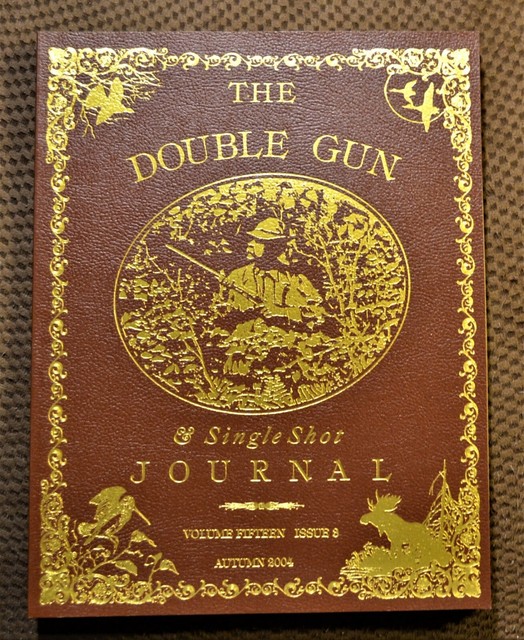 THE
DOUBLE GUN
& Single Shot
JOURNAL
VOLUME FIFTEEN ISSUE 3
AUTUMN 2004